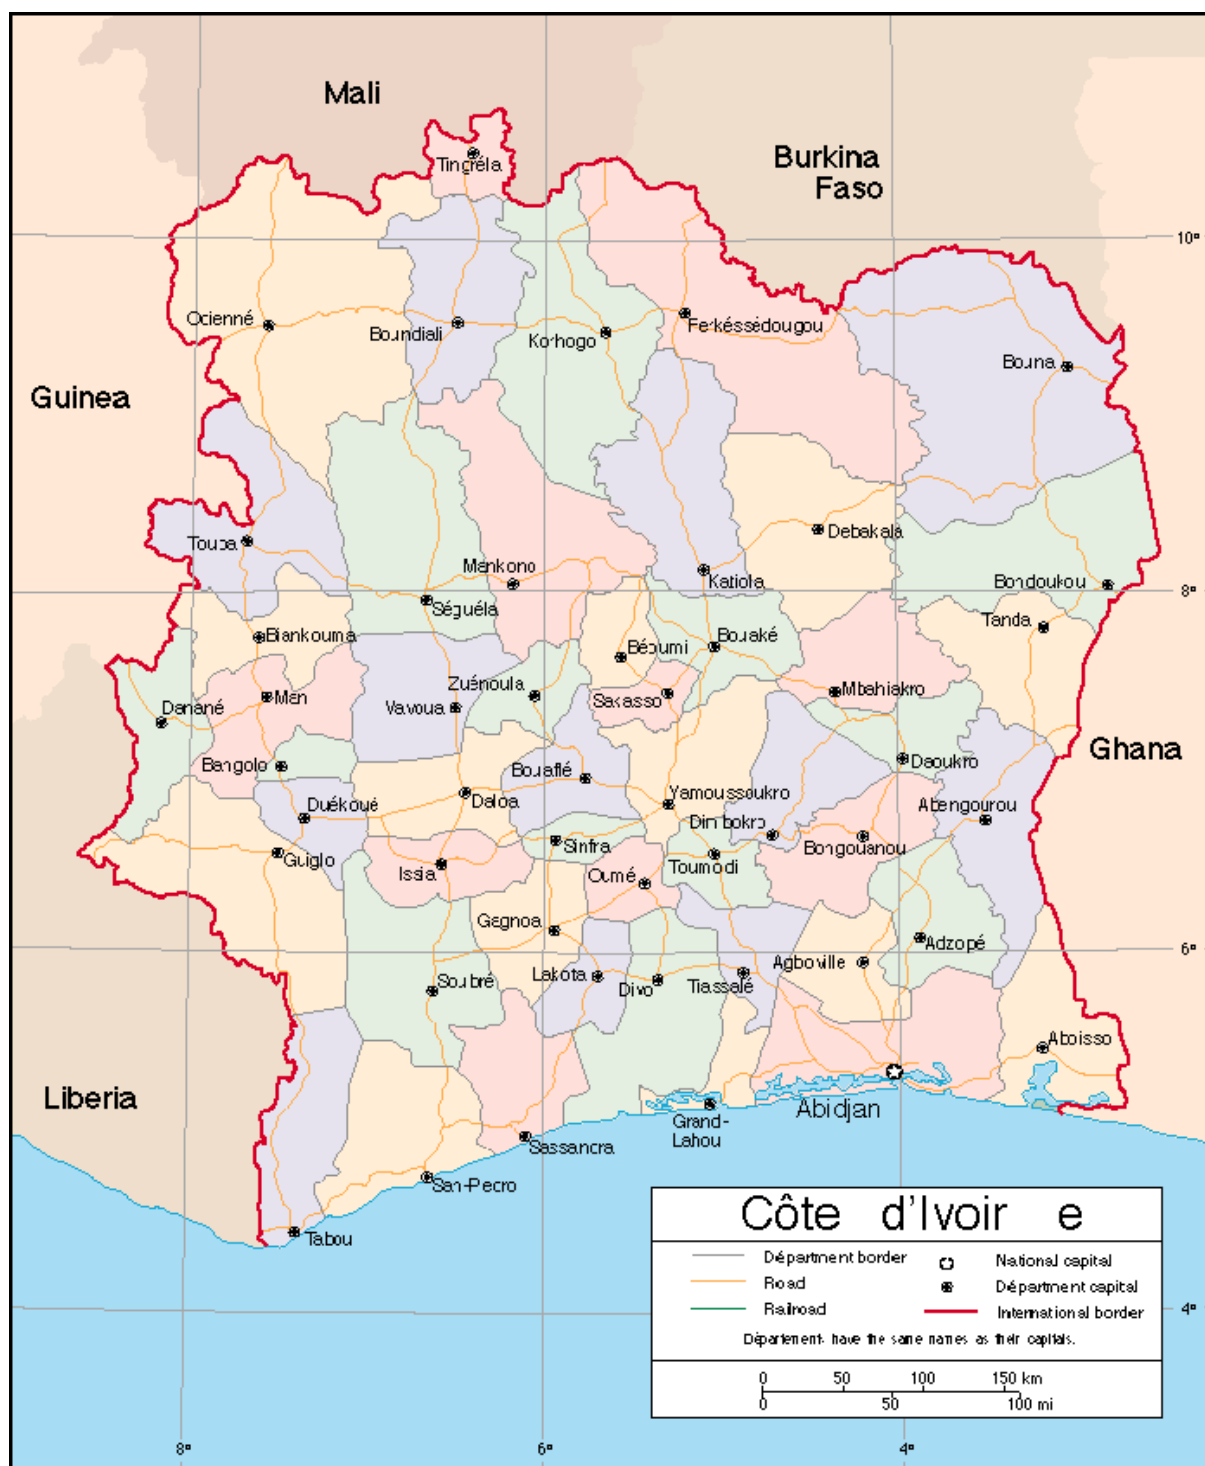 Mali
Burkina
Faso
Tingréla
10°
Odienné
Boundiali
Korhogo
Ferkéssédougou
Bouna
Guinea
Touba
Mankono
Katiola
Debakala
Bondoukou
8°
Séguéla
Tanda
Biankouma
Béoumi
Bouaké
Zuénoula
Sakasso
Mbahiakro
Danané
Man
Vavoua
Ghana
Bangolo
Bouaflé
Daoukro
Duékoué
Daloa
Yamoussoukro
Abengourou
Dimbokro
Guiglo
Issia
Sinfra
Toumodi
Bongouanou
Oumé
Gagnoa
Adzopé
6°
Soubré
Lakota
Divo
Tiassalé
Agboville
Aboisso
Liberia
Abidjan
Grand-
Lahou
Sassandra
San-Pedro
Tabou
Côte d'Ivoir e
Départment border
National capital
Road
Départment capital
Railroad
International border
Départements have the same names as their capitals.
0 50 100 150 km
0 50 100 mi
4°
8° 6° 4°